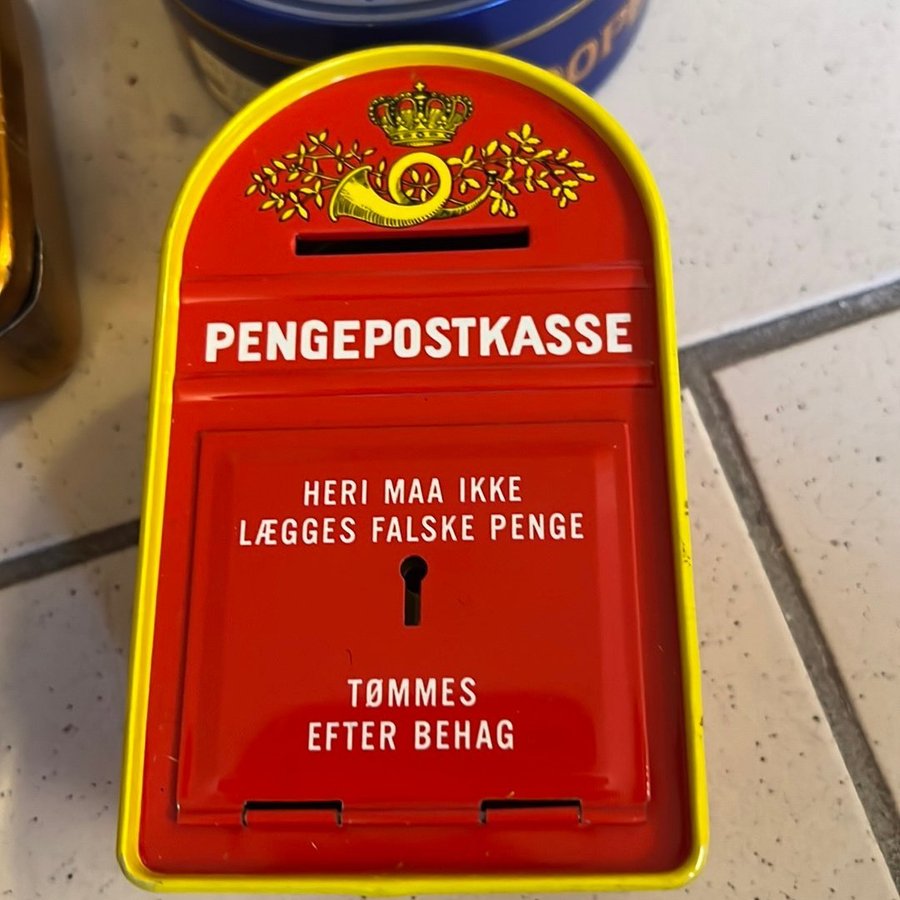 PENGEPOSTKASSE
HERI MAA IKKE
LÆGGES FALSKE PENGE
TØMMES
EFTER BEHAG